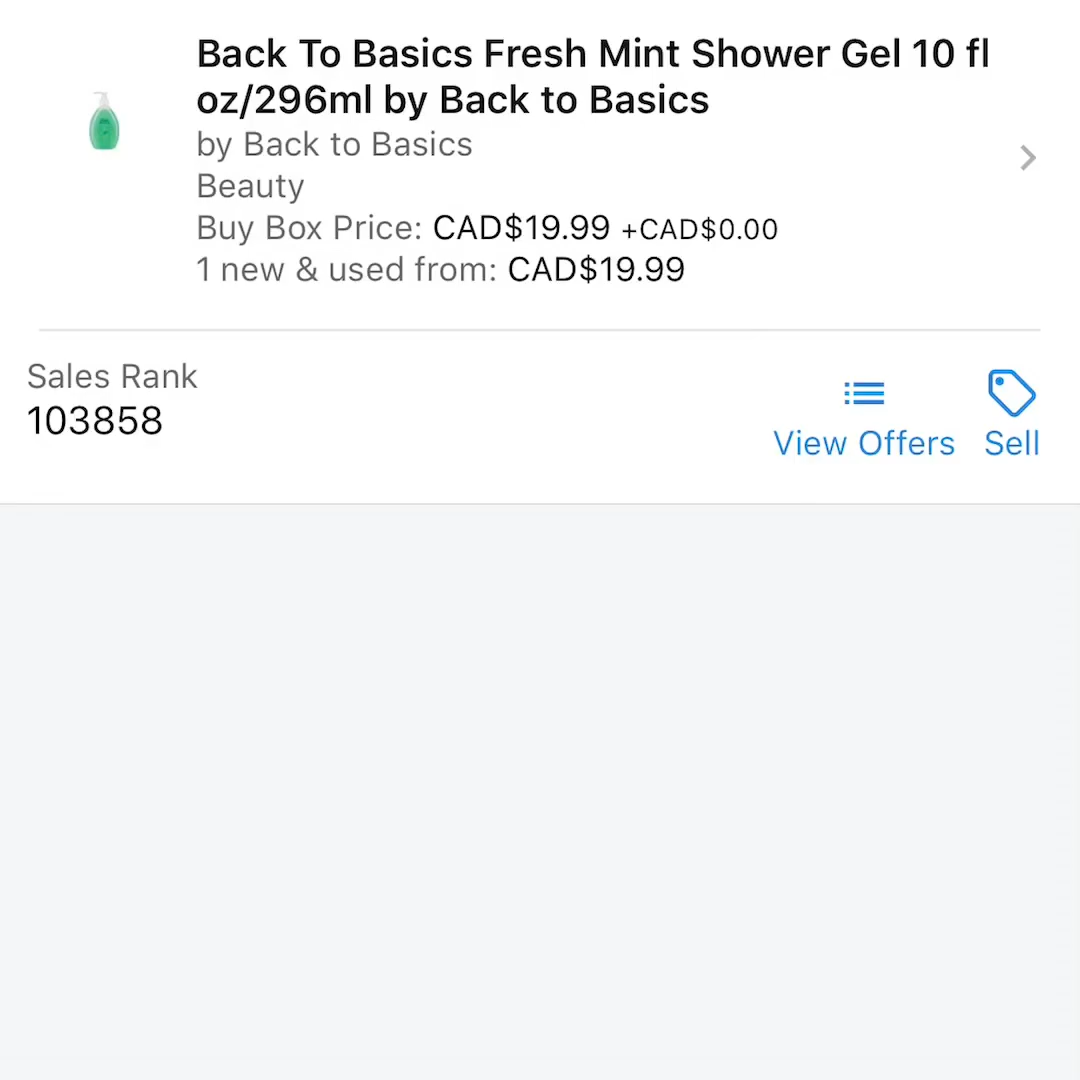 Back To Basics Fresh Mint Shower Gel 10 fl
oz/296ml by Back to Basics
by Back to Basics
Beauty
Buy Box Price: CAD$19.99 +CAD$0.00
1 new & used from: CAD$19.99
Sales Rank
103858
View Offers
Sell